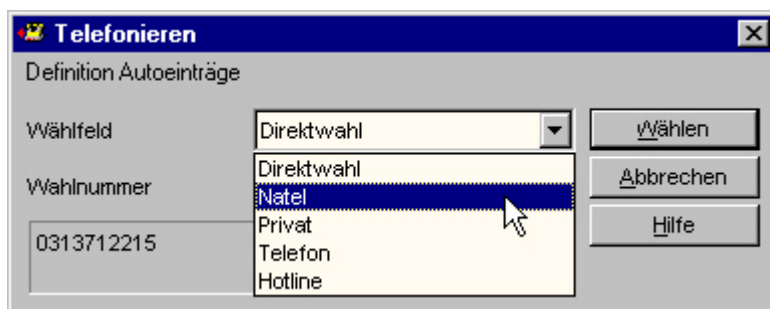 Telefonieren
Definition Autoeinträge
Wählfeld Direktwahl Wählen
Direktwahl
Wahlnummer Natel Abbrechen
Privat Hilfe
0313712215 Telefon
Hotline